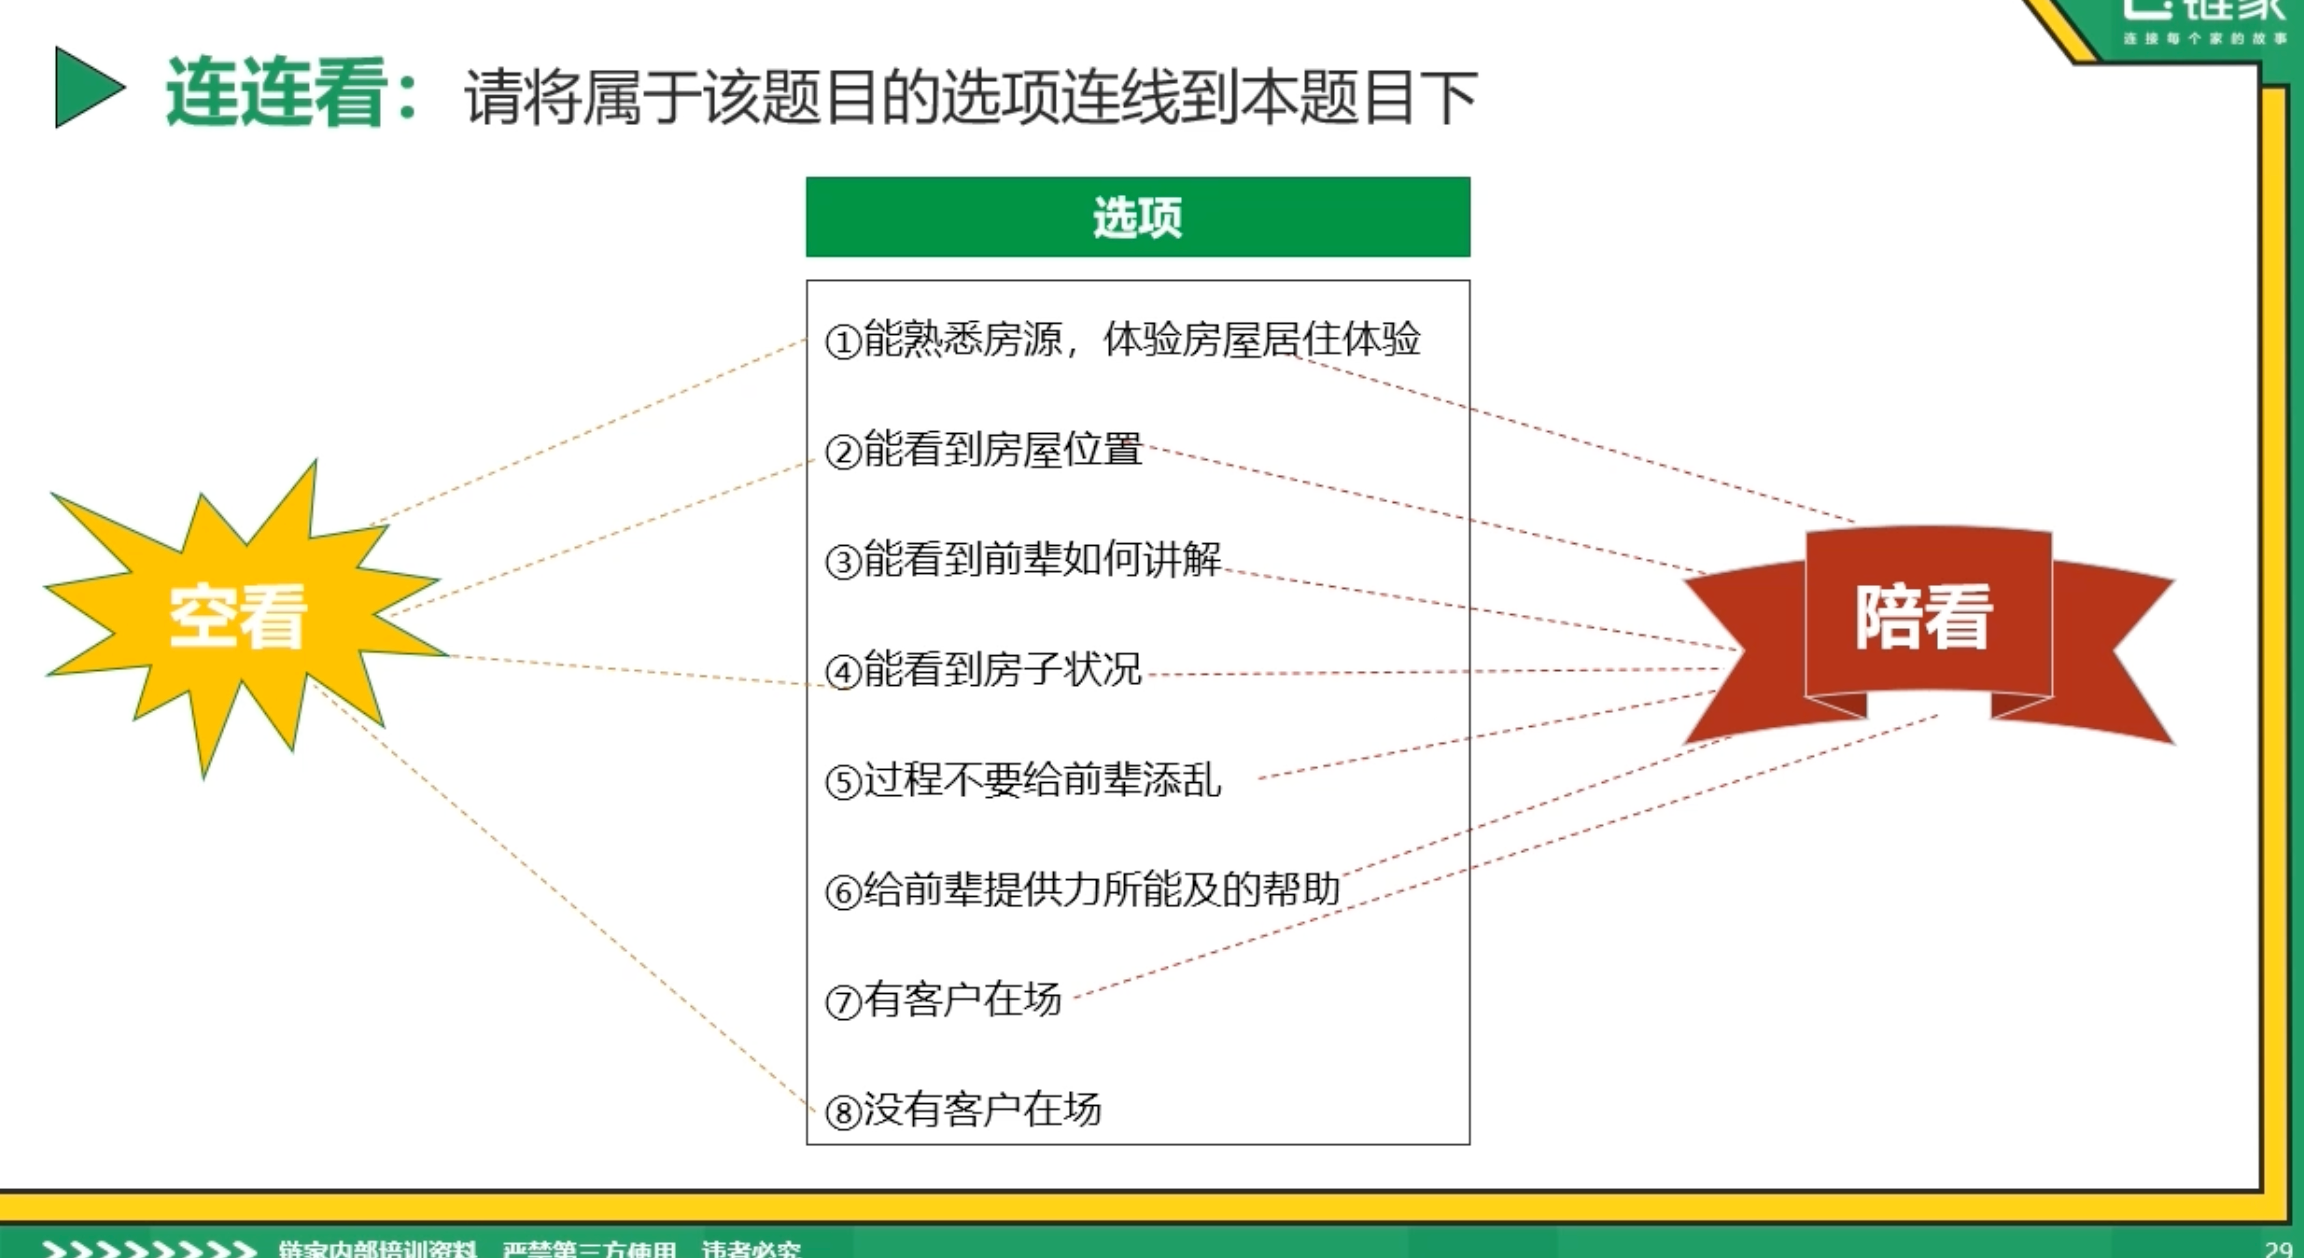 链家
连接每个家的故事
连连看：请将属于该题目的选项连线到本题目下
选项
①能熟悉房源，体验房屋居住体验
②能看到房屋位置
③能看到前辈如何讲解
④能看到房子状况
⑤过程不要给前辈添乱
⑥给前辈提供力所能及的帮助
⑦有客户在场
⑧没有客户在场
空看
陪看
链家内部培训资料 严禁第三方使用 违者必究
29